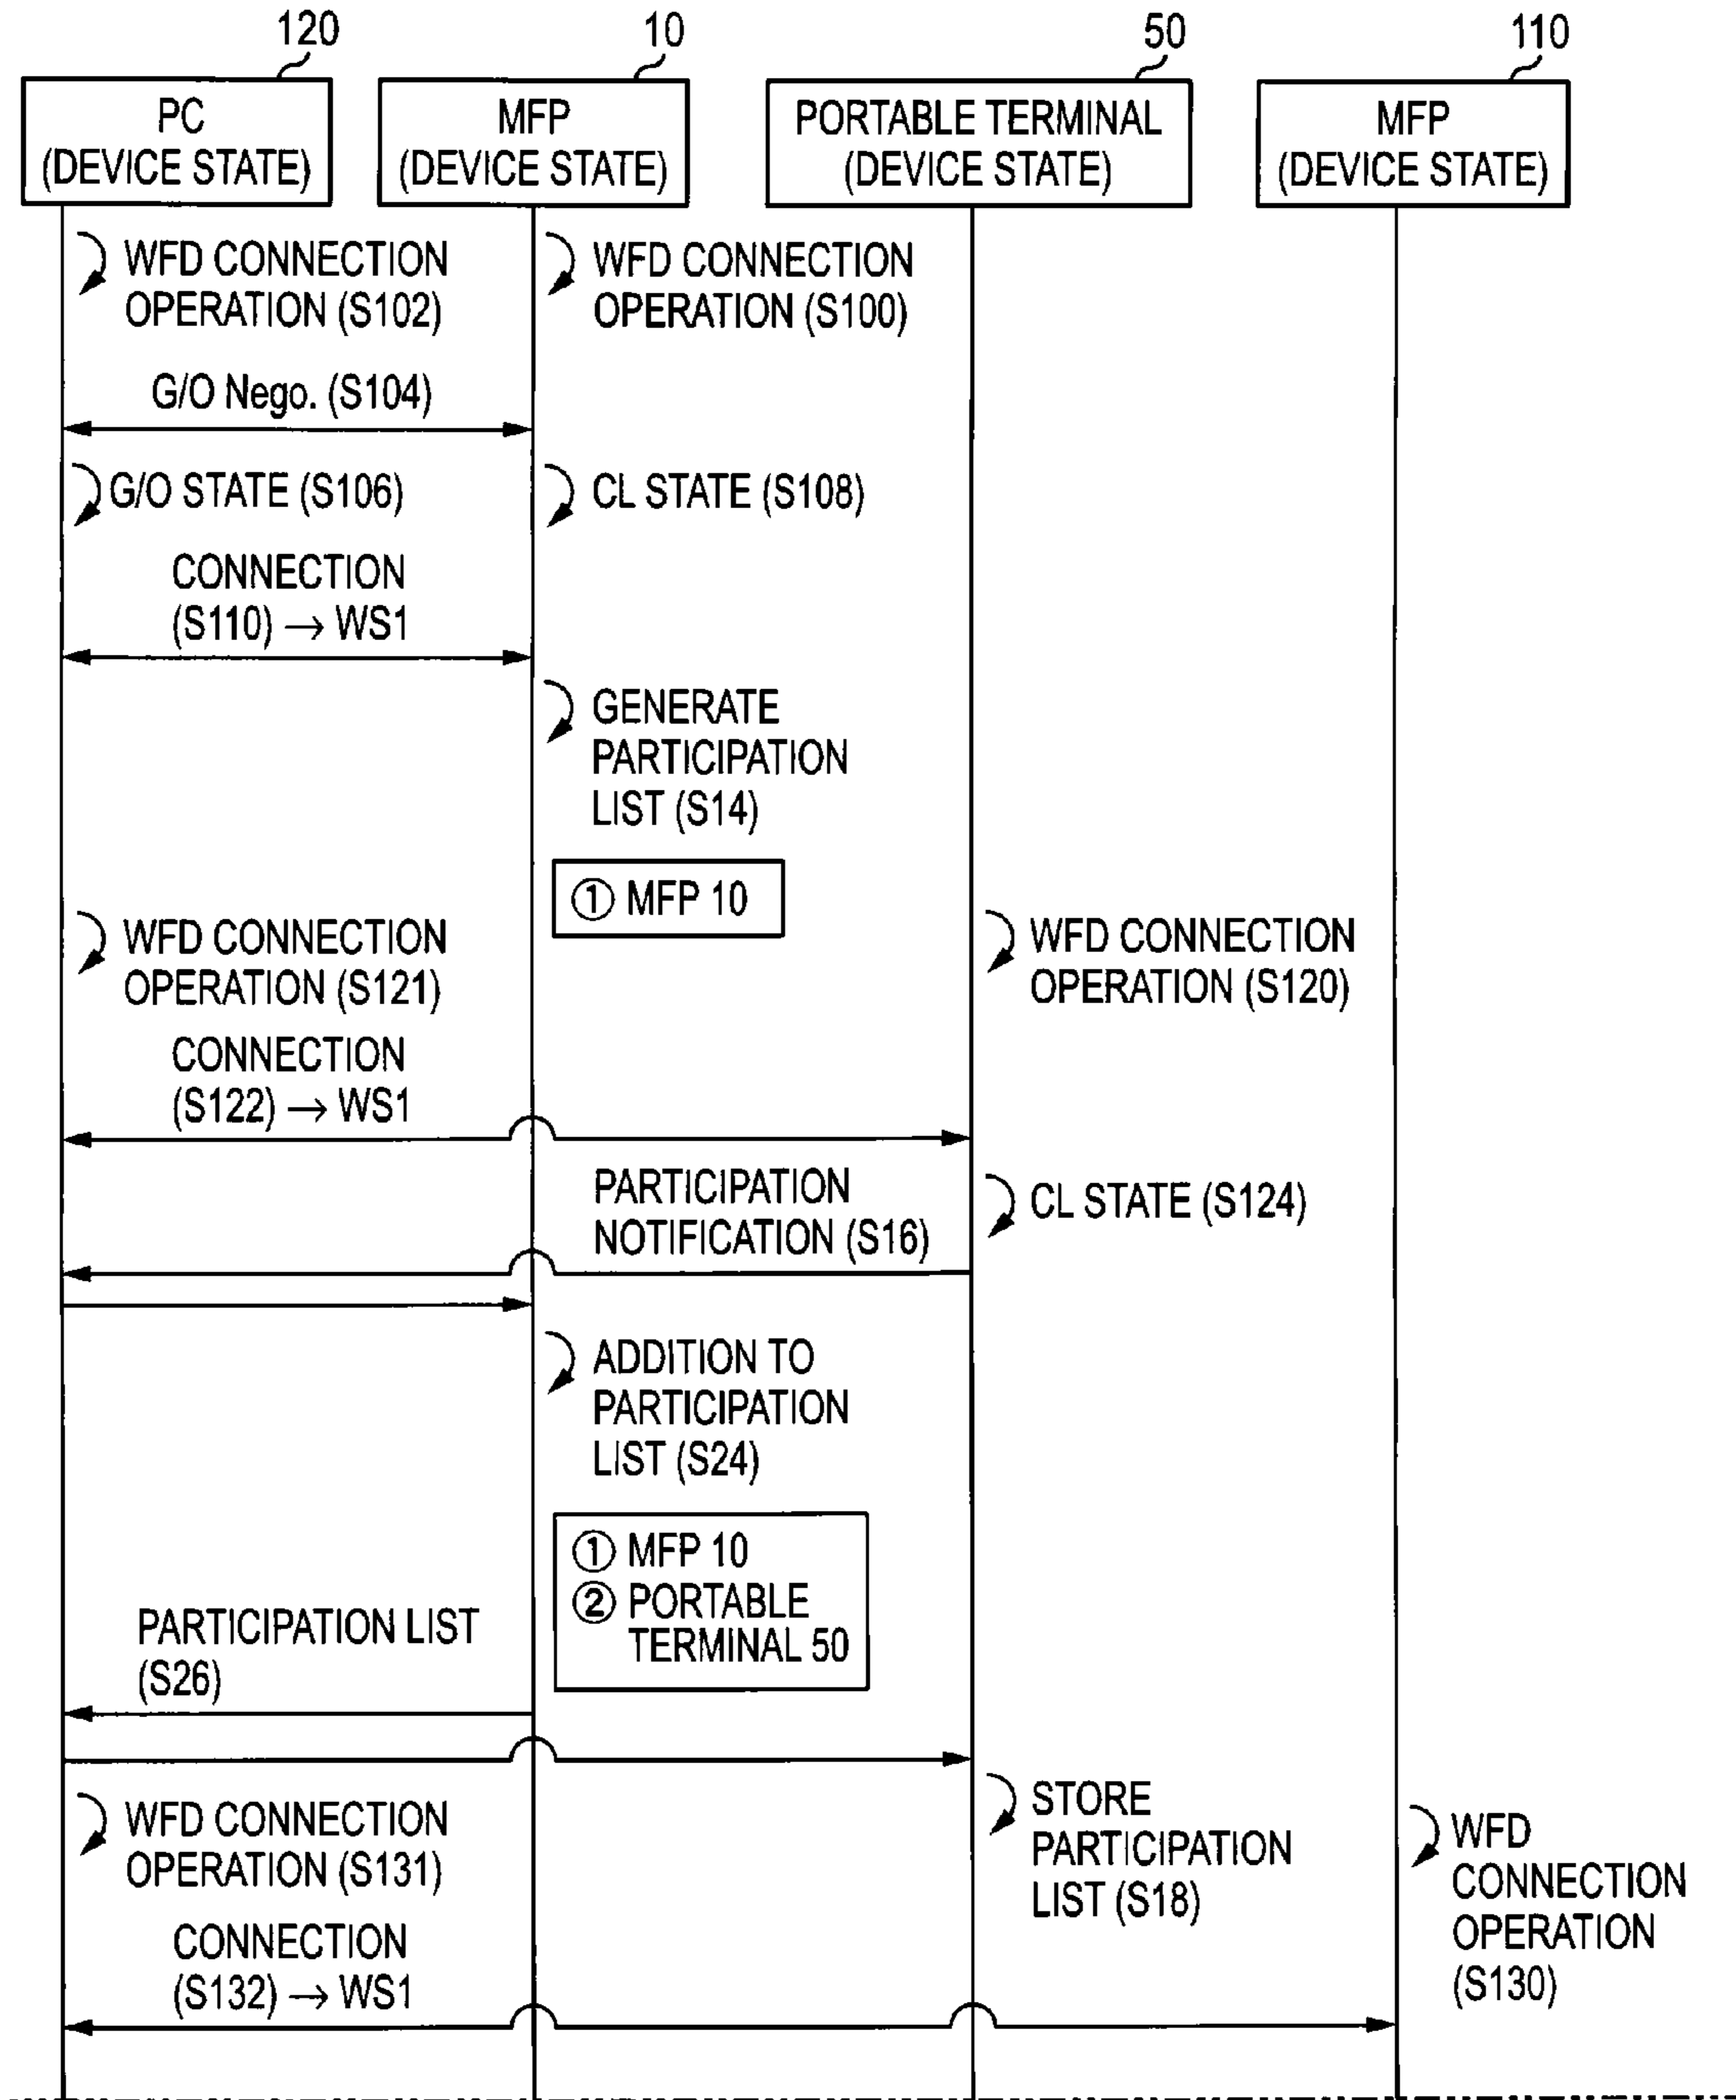 120
10
50
110
PC
(DEVICE STATE)
MFP
(DEVICE STATE)
PORTABLE TERMINAL
(DEVICE STATE)
MFP
(DEVICE STATE)
WFD CONNECTION
OPERATION (S102)
WFD CONNECTION
OPERATION (S100)
G/O Nego. (S104)
G/O STATE (S106)
CL STATE (S108)
CONNECTION
(S110) → WS1
GENERATE
PARTICIPATION
LIST (S14)
① MFP 10
WFD CONNECTION
OPERATION (S121)
WFD CONNECTION
OPERATION (S120)
CONNECTION
(S122) → WS1
PARTICIPATION
NOTIFICATION (S16)
CL STATE (S124)
ADDITION TO
PARTICIPATION
LIST (S24)
① MFP 10
② PORTABLE
TERMINAL 50
PARTICIPATION LIST
(S26)
WFD CONNECTION
OPERATION (S131)
STORE
PARTICIPATION
LIST (S18)
WFD
CONNECTION
OPERATION
(S130)
CONNECTION
(S132) → WS1